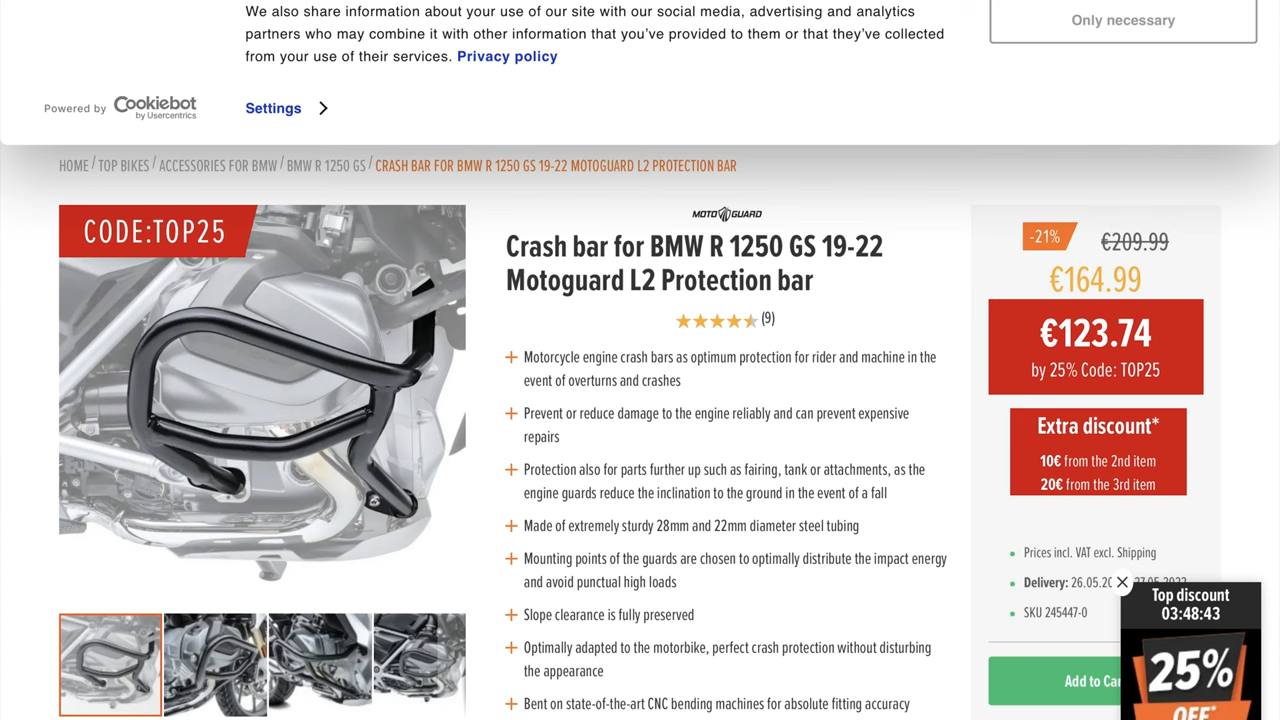 We also share information about your use of our site with our social media, advertising and analytics
partners who may combine it with other information that you've provided to them or that they've collected
from your use of their services. Privacy policy
Only necessary
Powered by Cookiebot
by Usercentrics
Settings
HOME / TOP BIKES / ACCESSORIES FOR BMW / BMW R 1250 GS / CRASH BAR FOR BMW R 1250 GS 19-22 MOTOGUARD L2 PROTECTION BAR
CODE:TOP25
MOTO GUARD
Crash bar for BMW R 1250 GS 19-22
Motoguard L2 Protection bar
(9)
Motorcycle engine crash bars as optimum protection for rider and machine in the
event of overturns and crashes
Prevent or reduce damage to the engine reliably and can prevent expensive
repairs
Protection also for parts further up such as fairing, tank or attachments, as the
engine guards reduce the inclination to the ground in the event of a fall
Made of extremely sturdy 28mm and 22mm diameter steel tubing
Mounting points of the guards are chosen to optimally distribute the impact energy
and avoid punctual high loads
Slope clearance is fully preserved
Optimally adapted to the motorbike, perfect crash protection without disturbing
the appearance
Bent on state-of-the-art CNC bending machines for absolute fitting accuracy
-21%
€209.99
€164.99
€123.74
by 25% Code: TOP25
Extra discount*
10€ from the 2nd item
20€ from the 3rd item
Prices incl. VAT excl. Shipping
Delivery: 26.05.20
SKU 245447-0
Add to Car
Top discount
03:48:43
25%
OFF*